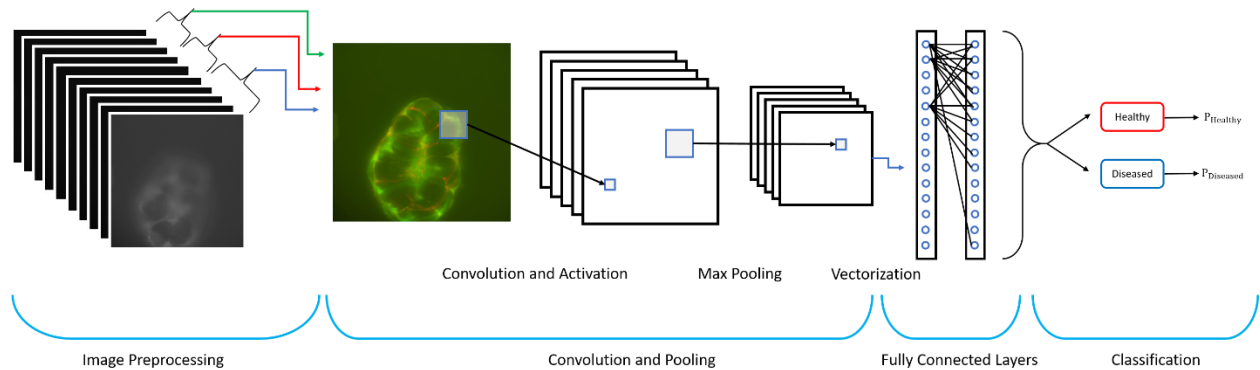 Healthy
P_Healthy
Diseased
P_Diseased
Convolution and Activation
Max Pooling
Vectorization
Image Preprocessing
Convolution and Pooling
Fully Connected Layers
Classification